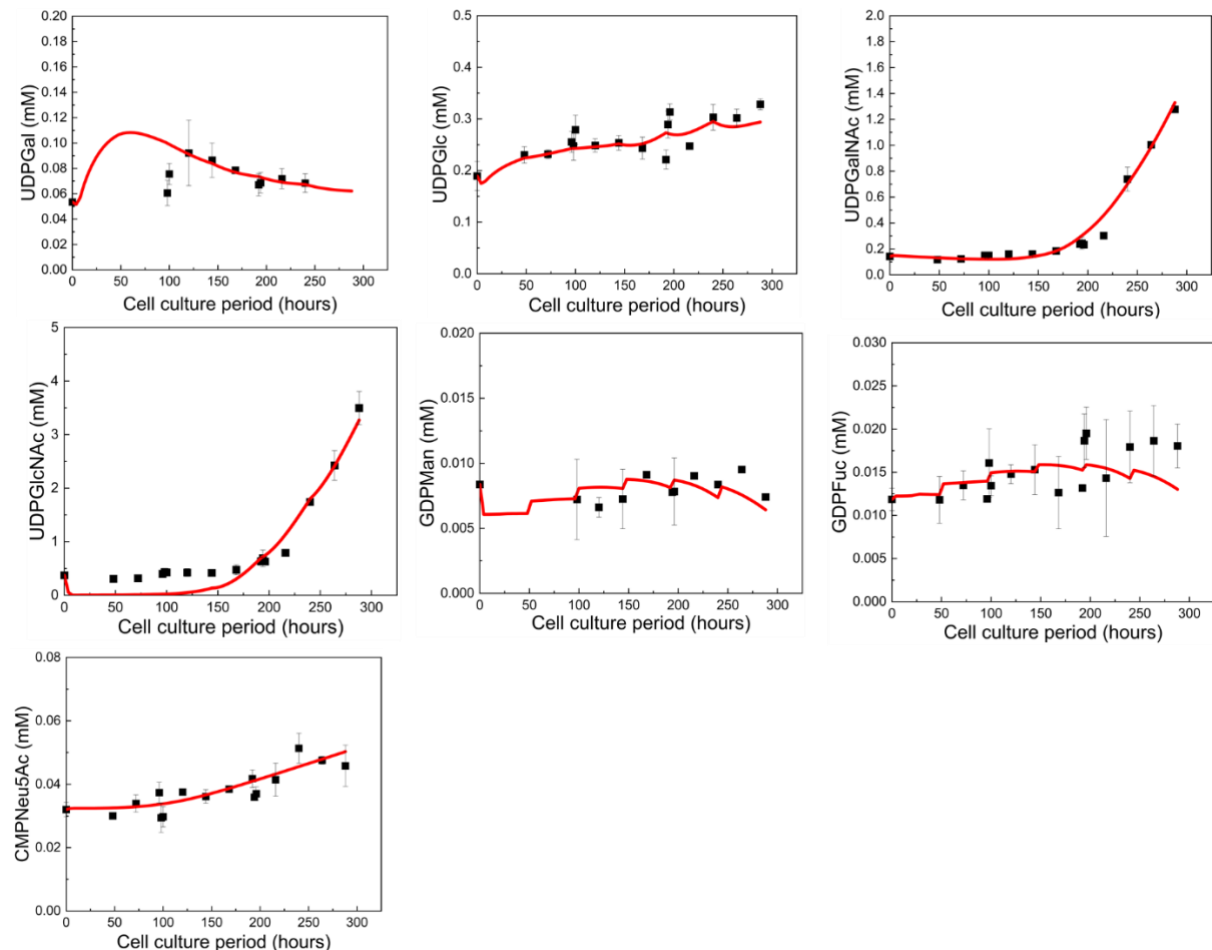 UDPGal (mM)
0.20
0.18
0.16
0.14
0.12
0.10
0.08
0.06
0.04
0.02
0.00
0 50 100 150 200 250 300
Cell culture period (hours)
UDPGlc (mM)
0.5
0.4
0.3
0.2
0.1
0.0
0 50 100 150 200 250 300
Cell culture period (hours)
UDPGalNAc (mM)
2.0
1.8
1.6
1.4
1.2
1.0
0.8
0.6
0.4
0.2
0.0
0 50 100 150 200 250 300
Cell culture period (hours)
UDPGlcNAc (mM)
5
4
3
2
1
0
0 50 100 150 200 250 300
Cell culture period (hours)
GDPMan (mM)
0.020
0.015
0.010
0.005
0.000
0 50 100 150 200 250 300
Cell culture period (hours)
GDPFuc (mM)
0.030
0.025
0.020
0.015
0.010
0.005
0.000
0 50 100 150 200 250 300
Cell culture period (hours)
CMPNeu5Ac (mM)
0.08
0.06
0.04
0.02
0.00
0 50 100 150 200 250 300
Cell culture period (hours)